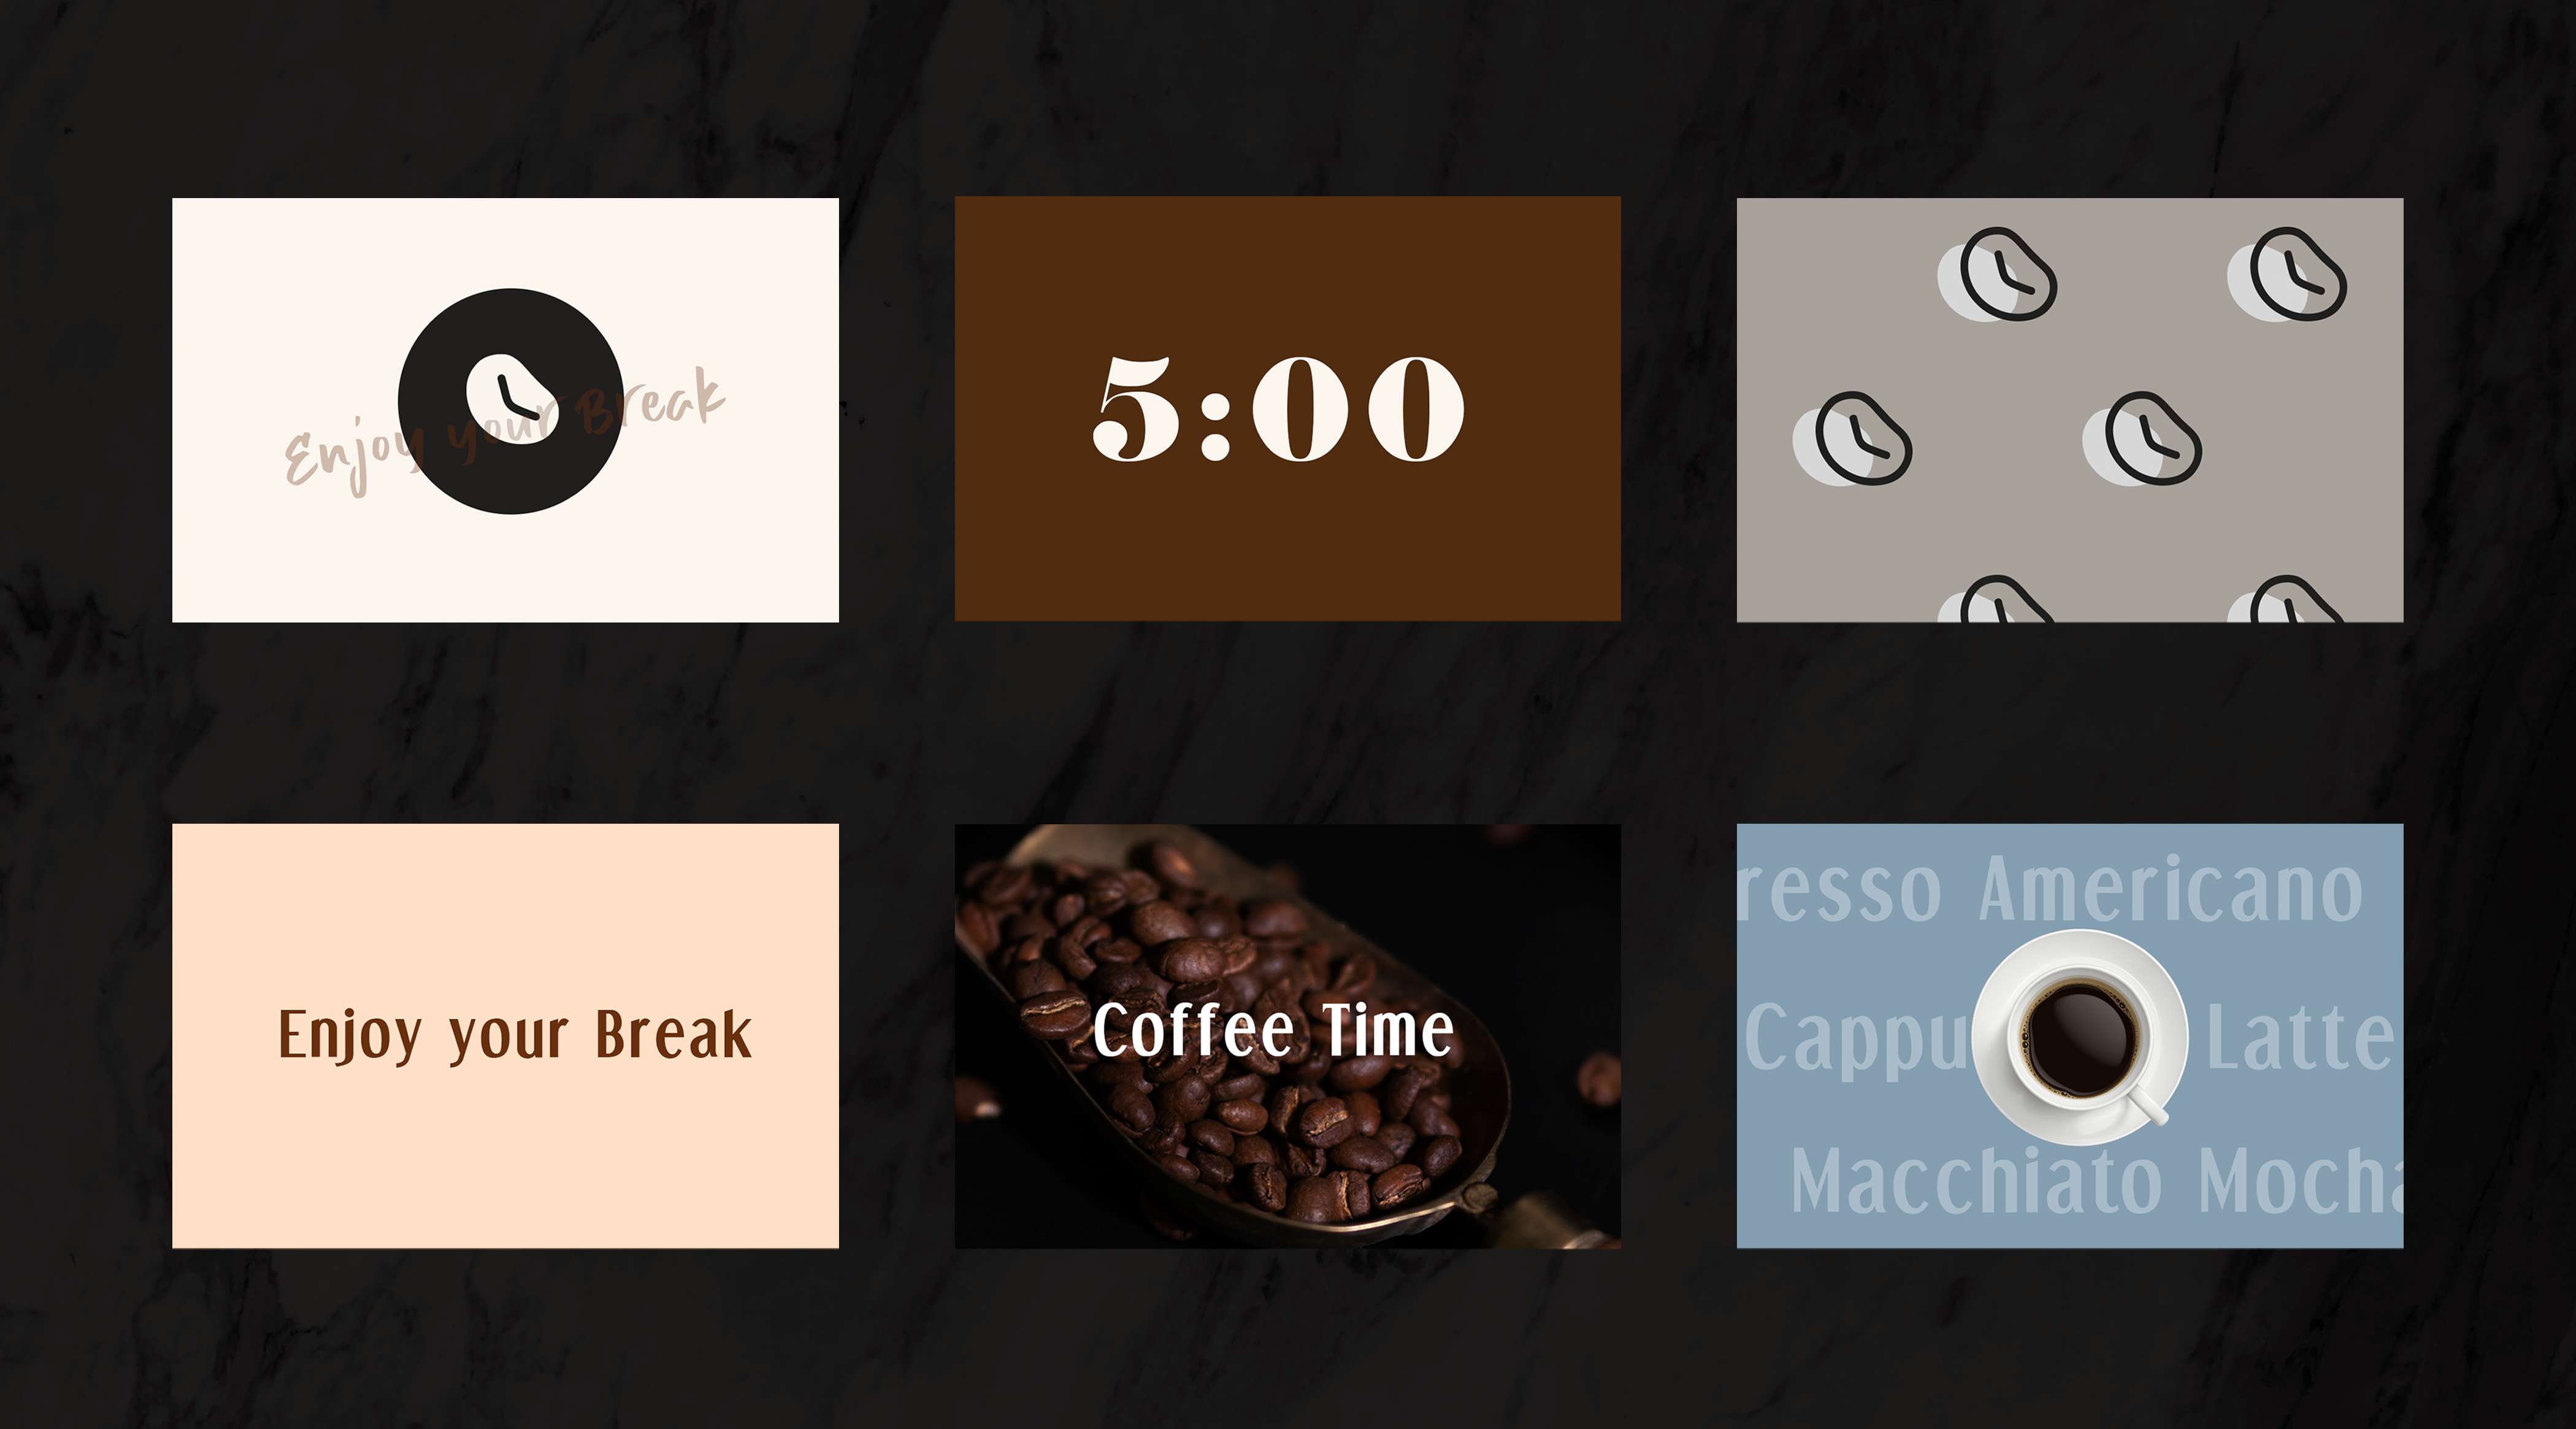 Enjoy your Break
5:00
Enjoy your Break
Coffee Time
resso Americano
Cappu Latte
Macchiato Mocha